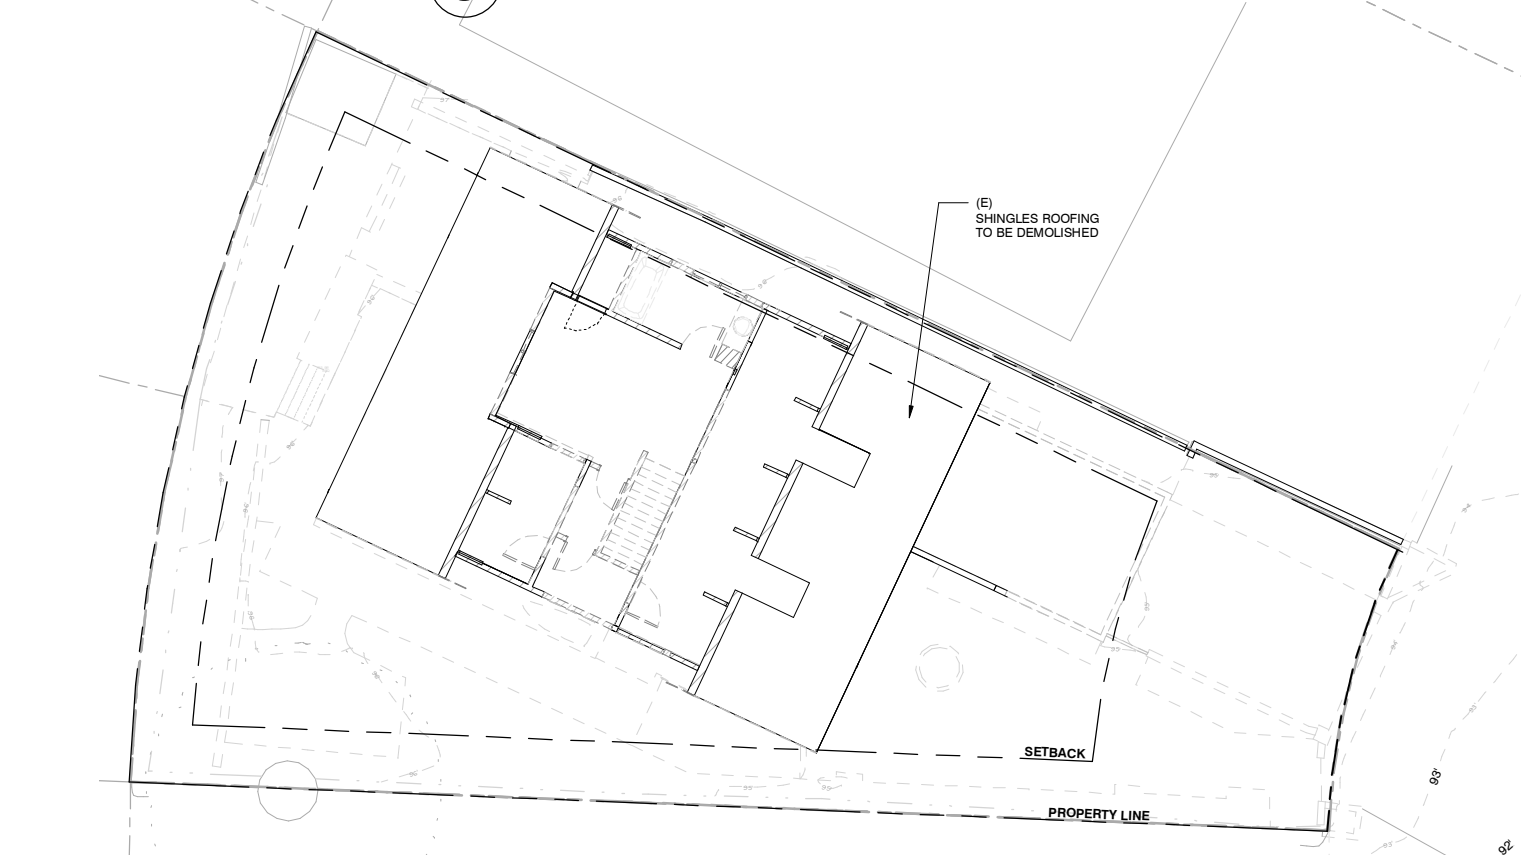 (E)
SHINGLES ROOFING
TO BE DEMOLISHED
SETBACK
PROPERTY LINE
93'
92'